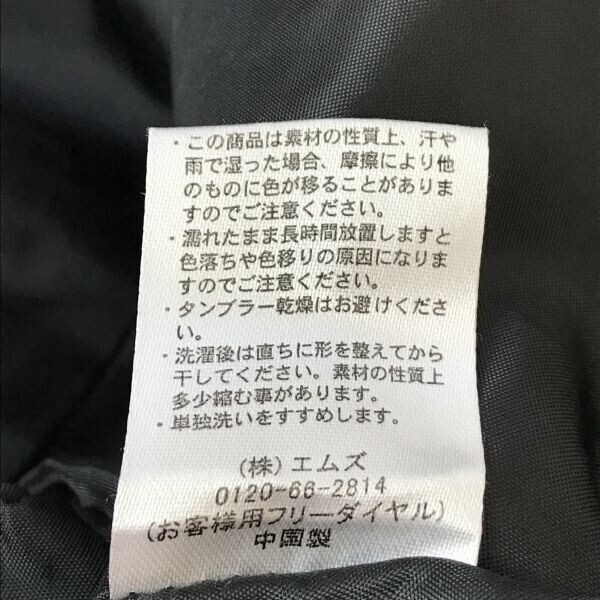 ・この商品は素材の性質上、汗や
雨で湿った場合、摩擦により他
のものに色が移ることがありま
すのでご注意ください。
・濡れたまま長時間放置しますと
色落ちや色移りの原因になりま
すのでご注意ください。
・タンブラー乾燥はお避けくださ
い。
・洗濯後は直ちに形を整えてから
干してください。素材の性質上
多少縮む事があります。
・単独洗いをすすめします。
(株)エムズ
0120-66-2814
(お客様用フリーダイヤル)
中国製